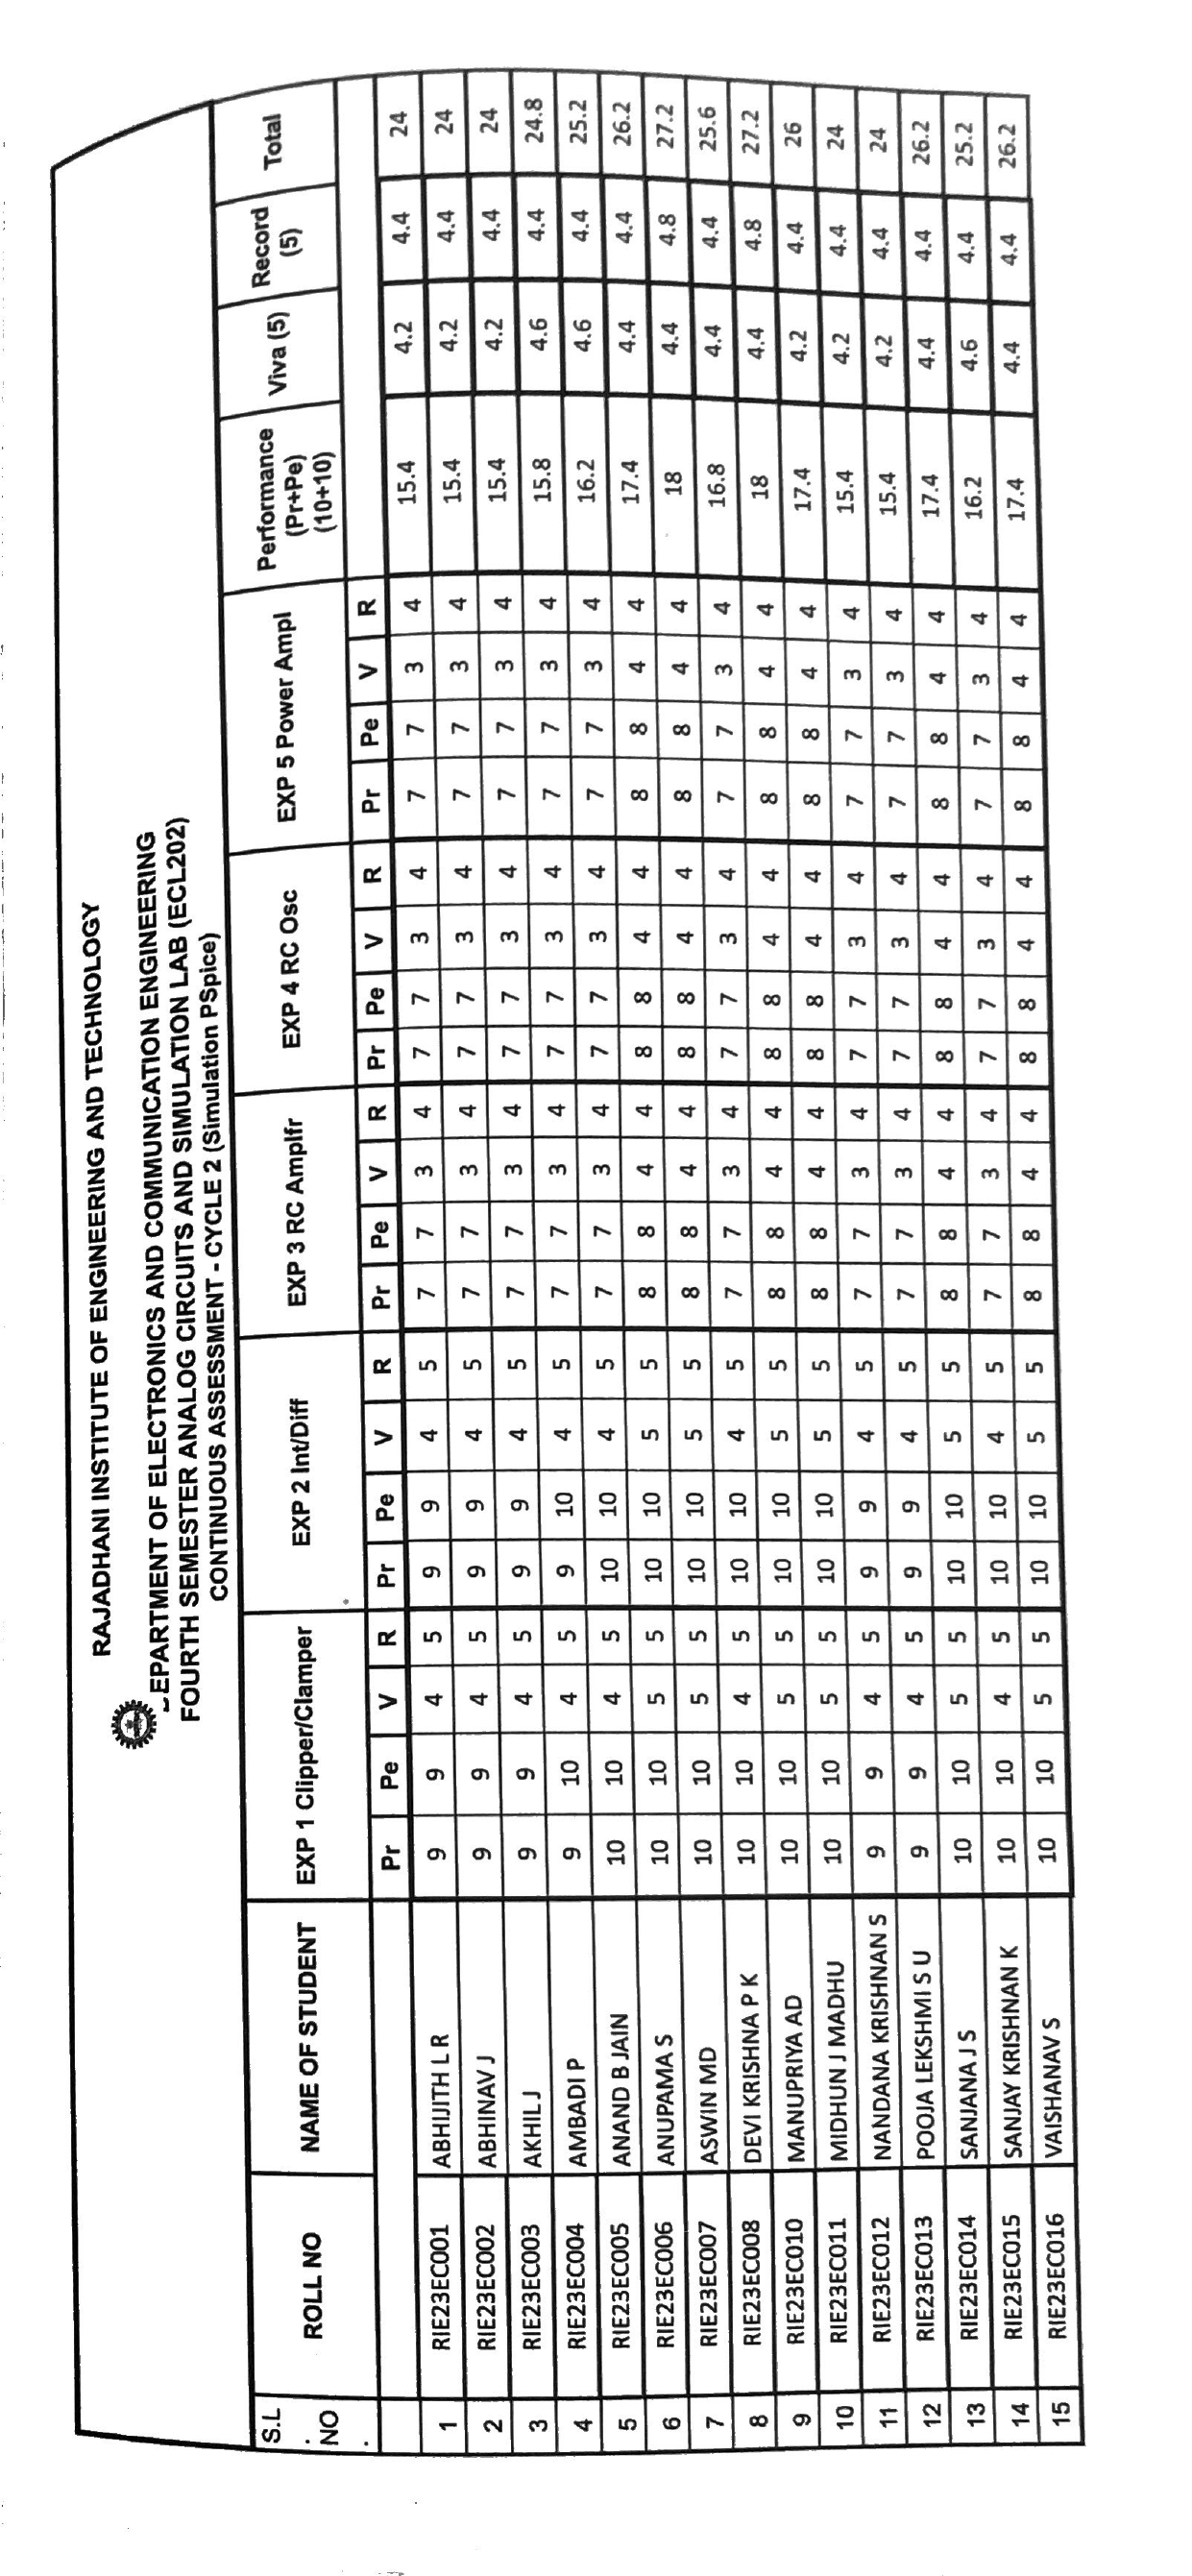 RAJADHANI INSTITUTE OF ENGINEERING AND TECHNOLOGY
EPARTMENT OF ELECTRONICS AND COMMUNICATION ENGINEERING
FOURTH SEMESTER ANALOG CIRCUITS AND SIMULATION LAB (ECL202)
CONTINUOUS ASSESSMENT - CYCLE 2 (Simulation PSpice)
S.L . NO . ROLL NO NAME OF STUDENT EXP 1 Clipper/Clamper EXP 2 Int/Diff EXP 3 RC Amplfr EXP 4 RC Osc EXP 5 Power Ampl Performance (Pr+Pe) (10+10) Viva (5) Record (5) Total
Pr Pe V R Pr Pe V R Pr Pe V R Pr Pe V R Pr Pe V R
1 RIE23EC001 ABHIJITH L R 9 9 4 5 9 9 4 5 7 7 3 4 7 7 3 4 7 7 3 4 15.4 4.2 4.4 24
2 RIE23EC002 ABHINAV J 9 9 4 5 9 9 4 5 7 7 3 4 7 7 3 4 7 7 3 4 15.4 4.2 4.4 24
3 RIE23EC003 AKHIL J 9 9 4 5 9 9 4 5 7 7 3 4 7 7 3 4 7 7 3 4 15.4 4.2 4.4 24
4 RIE23EC004 AMBADI P 9 10 4 5 9 10 4 5 7 7 3 4 7 7 3 4 7 7 3 4 15.8 4.6 4.4 24.8
5 RIE23EC005 ANAND B JAIN 10 10 4 5 10 10 4 5 7 7 3 4 7 7 3 4 7 7 3 4 16.2 4.6 4.4 25.2
6 RIE23EC006 ANUPAMA S 10 10 5 5 10 10 5 5 8 8 4 4 8 8 4 4 8 8 4 4 17.4 4.4 4.4 26.2
7 RIE23EC007 ASWIN MD 10 10 5 5 10 10 5 5 8 8 4 4 8 8 4 4 8 8 4 4 18 4.4 4.8 27.2
8 RIE23EC008 DEVI KRISHNA P K 10 10 4 5 10 10 4 5 7 7 3 4 7 7 3 4 7 7 3 4 16.8 4.4 4.4 25.6
9 RIE23EC010 MANUPRIYA AD 10 10 5 5 10 10 5 5 8 8 4 4 8 8 4 4 8 8 4 4 18 4.4 4.8 27.2
10 RIE23EC011 MIDHUN J MADHU 10 10 5 5 10 10 5 5 8 8 4 4 8 8 4 4 8 8 4 4 17.4 4.2 4.4 26
11 RIE23EC012 NANDANA KRISHNAN S 9 9 4 5 9 9 4 5 7 7 3 4 7 7 3 4 7 7 3 4 15.4 4.2 4.4 24
12 RIE23EC013 POOJA LEKSHMI S U 9 9 4 5 9 9 4 5 7 7 3 4 7 7 3 4 7 7 3 4 15.4 4.2 4.4 24
13 RIE23EC014 SANJANA J S 10 10 5 5 10 10 5 5 8 8 4 4 8 8 4 4 8 8 4 4 17.4 4.4 4.4 26.2
14 RIE23EC015 SANJAY KRISHNAN K 10 10 4 5 10 10 4 5 7 7 3 4 7 7 3 4 7 7 3 4 16.2 4.6 4.4 25.2
15 RIE23EC016 VAISHANAV S 10 10 5 5 10 10 5 5 8 8 4 4 8 8 4 4 8 8 4 4 17.4 4.4 4.4 26.2